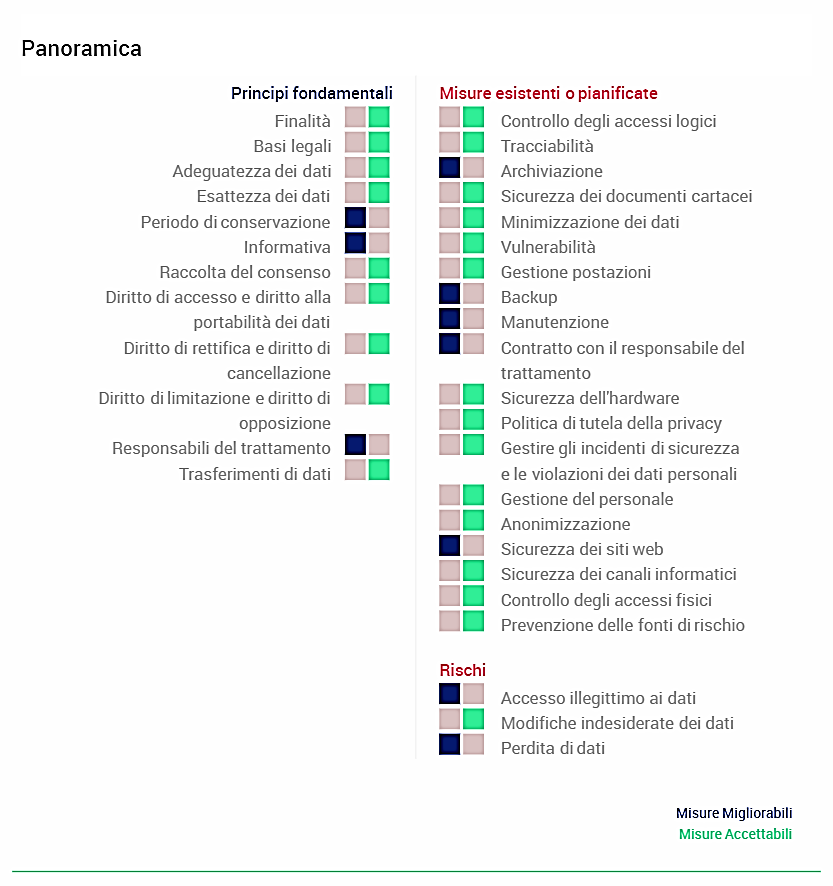 Panoramica
Principi fondamentali
Finalità
Basi legali
Adeguatezza dei dati
Esattezza dei dati
Periodo di conservazione
Informativa
Raccolta del consenso
Diritto di accesso e diritto alla
portabilità dei dati
Diritto di rettifica e diritto di
cancellazione
Diritto di limitazione e diritto di
opposizione
Responsabili del trattamento
Trasferimenti di dati
Misure esistenti o pianificate
Controllo degli accessi logici
Tracciabilità
Archiviazione
Sicurezza dei documenti cartacei
Minimizzazione dei dati
Vulnerabilità
Gestione postazioni
Backup
Manutenzione
Contratto con il responsabile del
trattamento
Sicurezza dell'hardware
Politica di tutela della privacy
Gestire gli incidenti di sicurezza
e le violazioni dei dati personali
Gestione del personale
Anonimizzazione
Sicurezza dei siti web
Sicurezza dei canali informatici
Controllo degli accessi fisici
Prevenzione delle fonti di rischio
Rischi
Accesso illegittimo ai dati
Modifiche indesiderate dei dati
Perdita di dati
Misure Migliorabili
Misure Accettabili